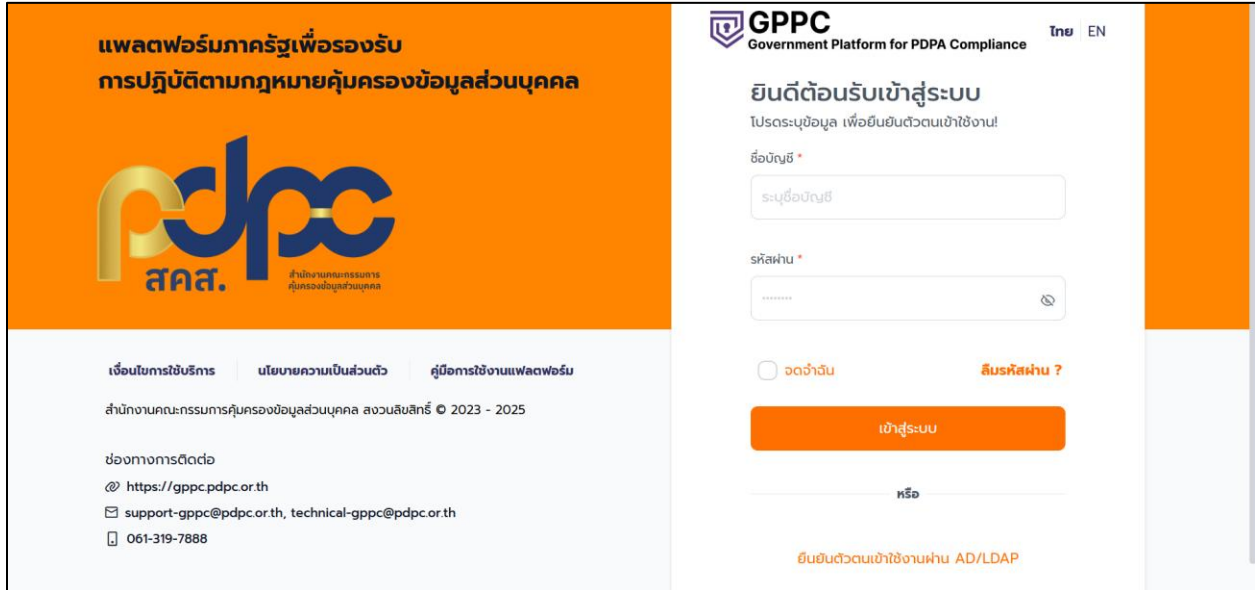 แพลตฟอร์มภาครัฐเพื่อรองรับ
การปฏิบัติตามกฎหมายคุ้มครองข้อมูลส่วนบุคคล
pdpc
สคส.
สำนักงานคณะกรรมการ
คุ้มครองข้อมูลส่วนบุคคล
เงื่อนไขการใช้บริการ นโยบายความเป็นส่วนตัว คู่มือการใช้งานแพลตฟอร์ม
สำนักงานคณะกรรมการคุ้มครองข้อมูลส่วนบุคคล สงวนลิขสิทธิ์ © 2023 - 2025
ช่องทางการติดต่อ
https://gppc.pdpc.or.th
support-gppc@pdpc.or.th, technical-gppc@pdpc.or.th
061-319-7888
GPPC
Government Platform for PDPA Compliance
ไทย EN
ยินดีต้อนรับเข้าสู่ระบบ
โปรดระบุข้อมูล เพื่อยืนยันตัวตนเข้าใช้งาน!
ชื่อบัญชี *
ระบุชื่อบัญชี
รหัสผ่าน *
········
จดจำฉัน ลืมรหัสผ่าน ?
เข้าสู่ระบบ
หรือ
ยืนยันตัวตนเข้าใช้งานผ่าน AD/LDAP